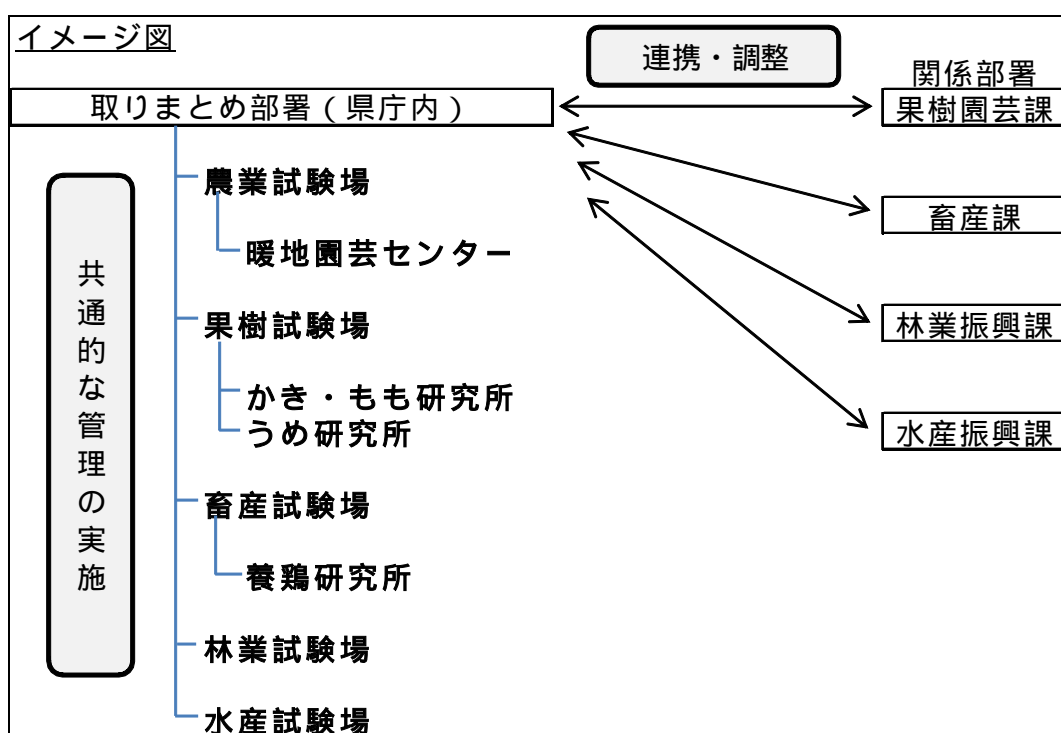 イメージ図
連携・調整
関係部署
取りまとめ部署(県庁内)
果樹園芸課
農業試験場
畜産課
暖地園芸センター
共通的な管理の実施
果樹試験場
林業振興課
かき・もも研究所
うめ研究所
水産振興課
畜産試験場
養鶏研究所
林業試験場
水産試験場